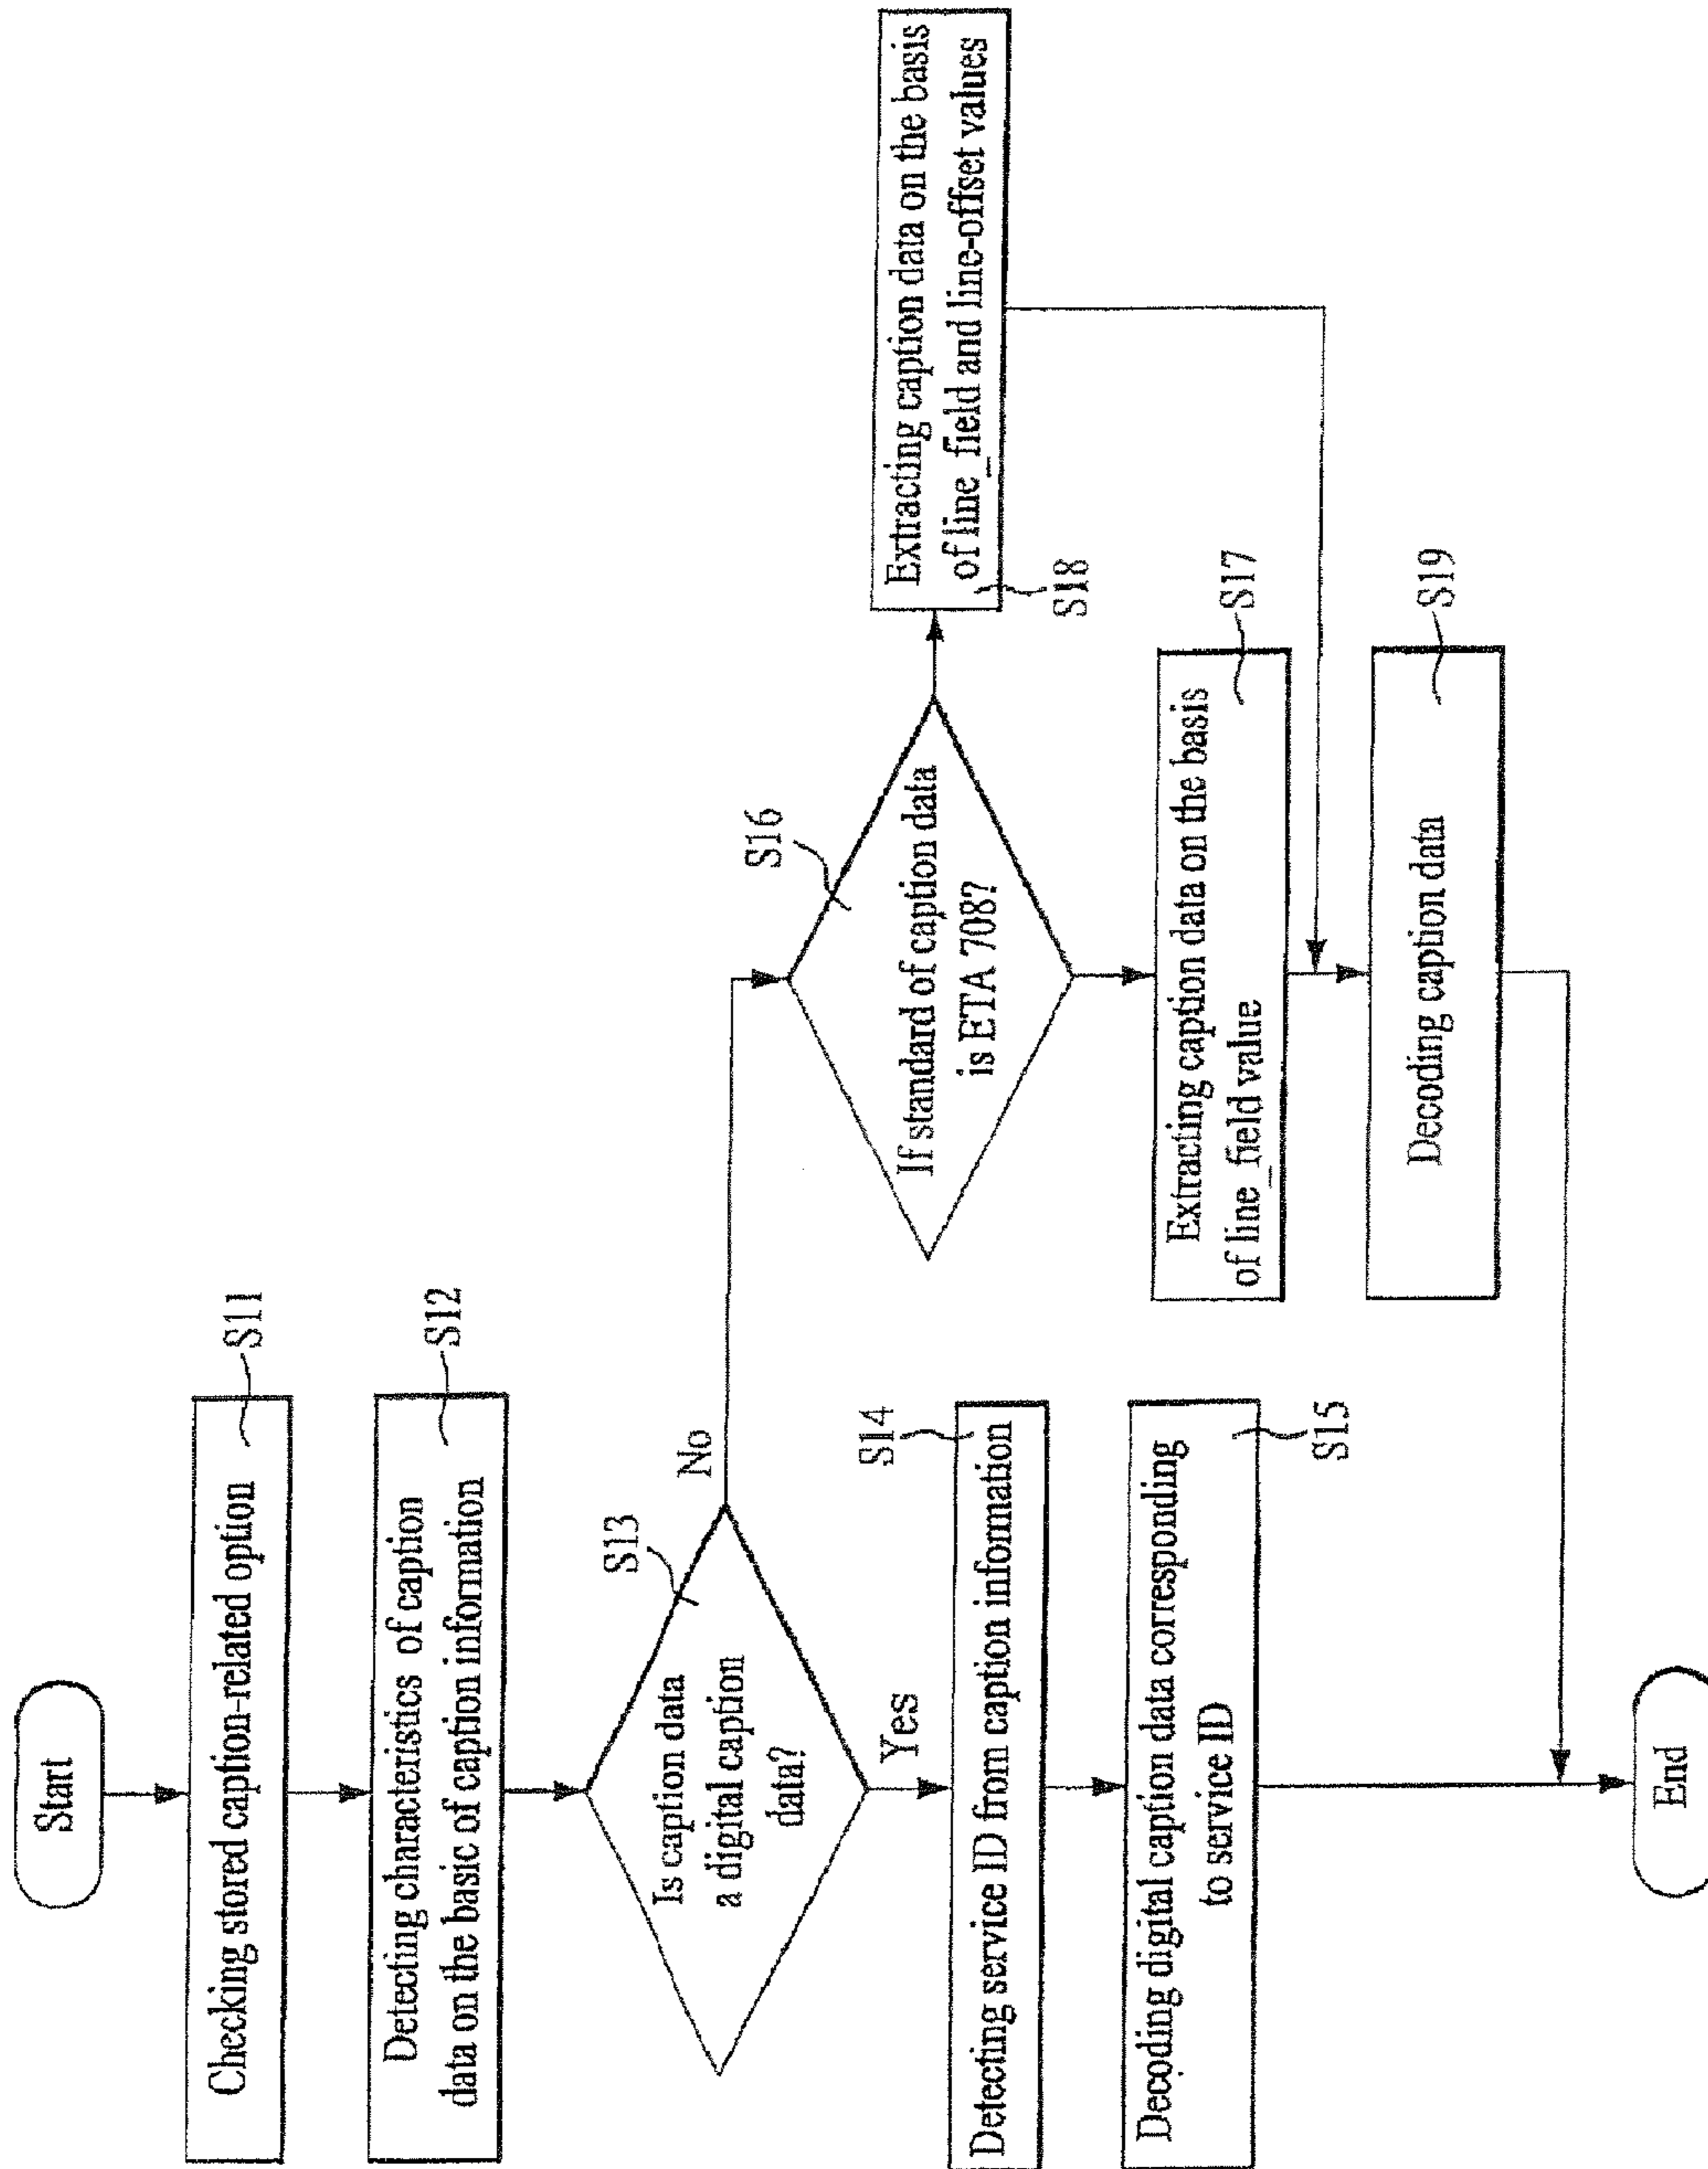 Start
Checking stored caption-related option
S11
Detecting characteristics of caption
data on the basic of caption information
S12
Is caption data
a digital caption
data?
S13
No
Yes
Detecting service ID from caption information
S14
Decoding digital caption data corresponding
to service ID
S15
If standard of caption data
is ETA 708?
S16
Extracting caption data on the basis
of line_field value
S17
Extracting caption data on the basis
of line_field and line-offset values
S18
Decoding caption data
S19
End